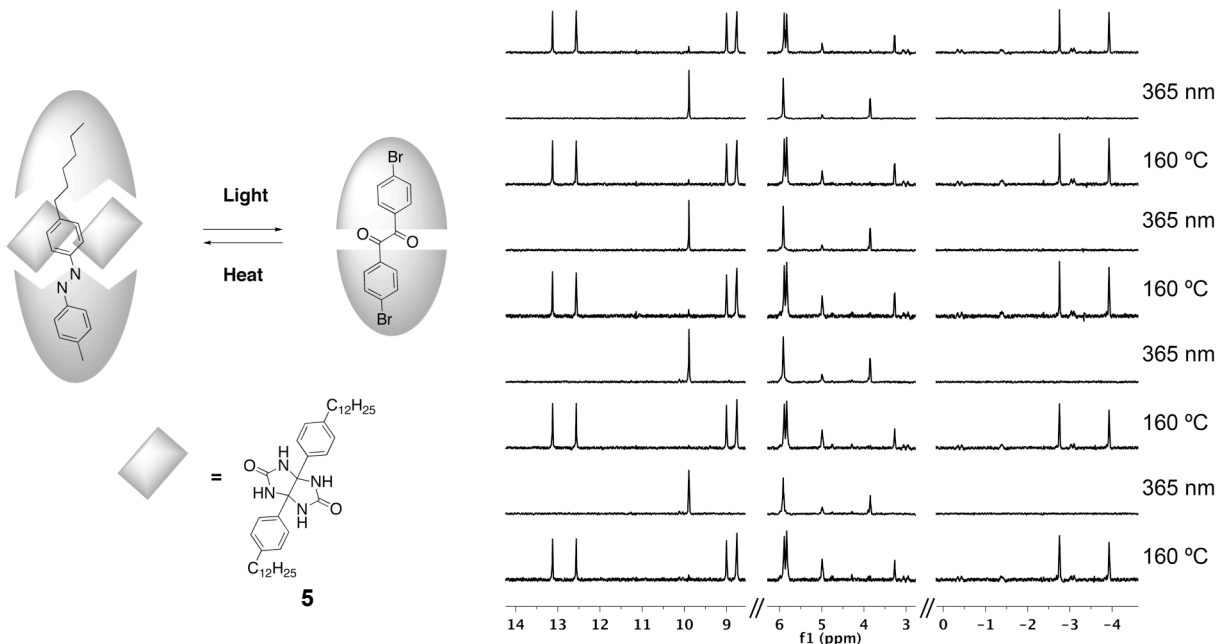 Light
Heat
N
N
Br
O
O
Br
=
C₁₂H₂₅
H
N
H
N
O
NH
HN
N
H
N
H
O
C₁₂H₂₅
5
365 nm
160 ºC
365 nm
160 ºC
365 nm
160 ºC
365 nm
160 ºC
14 13 12 11 10 9 // 6 5 4 3 // 0 -1 -2 -3 -4
f1 (ppm)